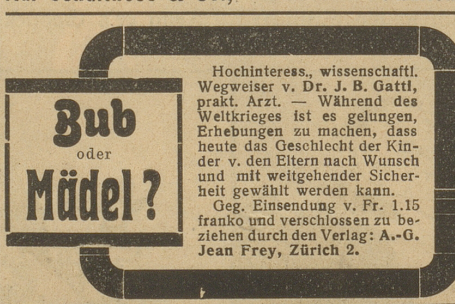 Bub
oder
Mädel?
Hochinteress., wissenschaftl.
Wegweiser v. Dr. J. B. Gattl,
prakt. Arzt. — Während des
Weltkrieges ist es gelungen,
Erhebungen zu machen, dass
heute das Geschlecht der Kin-
der v. den Eltern nach Wunsch
und mit weitgehender Sicher-
heit gewählt werden kann.
Geg. Einsendung v. Fr. 1.15
franko und verschlossen zu be-
ziehen durch den Verlag: A.-G.
Jean Frey, Zürich 2.